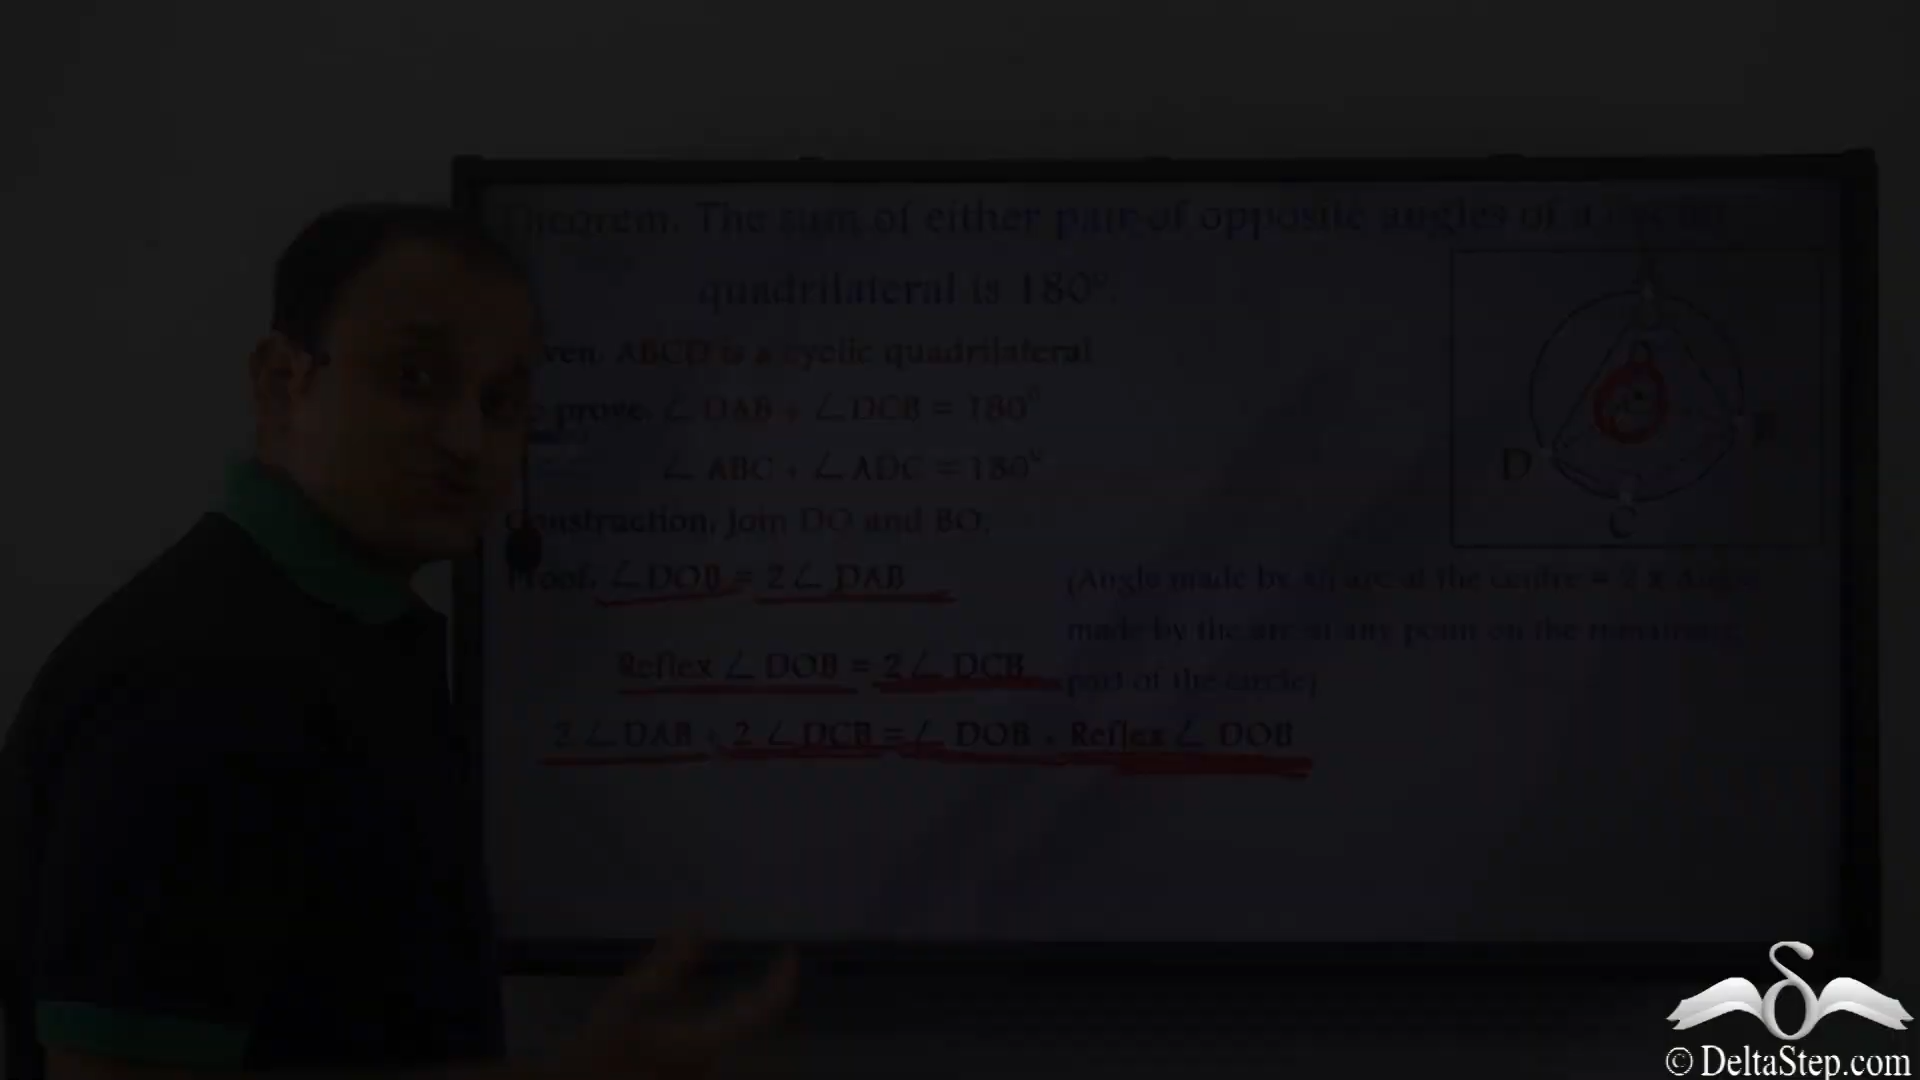 Theorem. The sum of either pair of opposite angles of a
quadrilateral is 180°.
ven. ABCD is a cyclic quadrilateral
prove. ∠ DAB + ∠ DCB = 180°
∠ ABC + ∠ ADC = 180°
Construction. Join DO and BO.
Proof. ∠ DOB = 2 ∠ DAB
(Angle made by an arc at the centre = 2 x Angle
made by the arc at any point on the remaining
part of the circle)
Reflex ∠ DOB = 2 ∠ DCB
2 ∠ DAB + 2 ∠ DCB = ∠ DOB + Reflex ∠ DOB
A
O
B
D
C
© DeltaStep.com